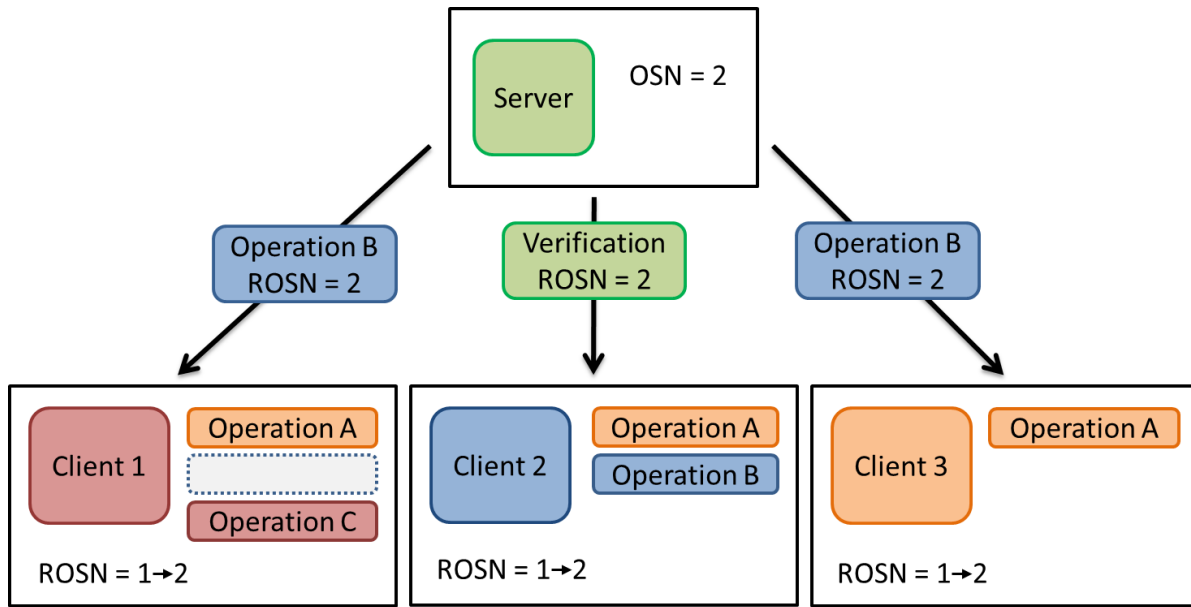 Server
OSN = 2
Operation B
ROSN = 2
Verification
ROSN = 2
Operation B
ROSN = 2
Client 1
Operation A
Operation C
ROSN = 1→2
Client 2
Operation A
Operation B
ROSN = 1→2
Client 3
Operation A
ROSN = 1→2